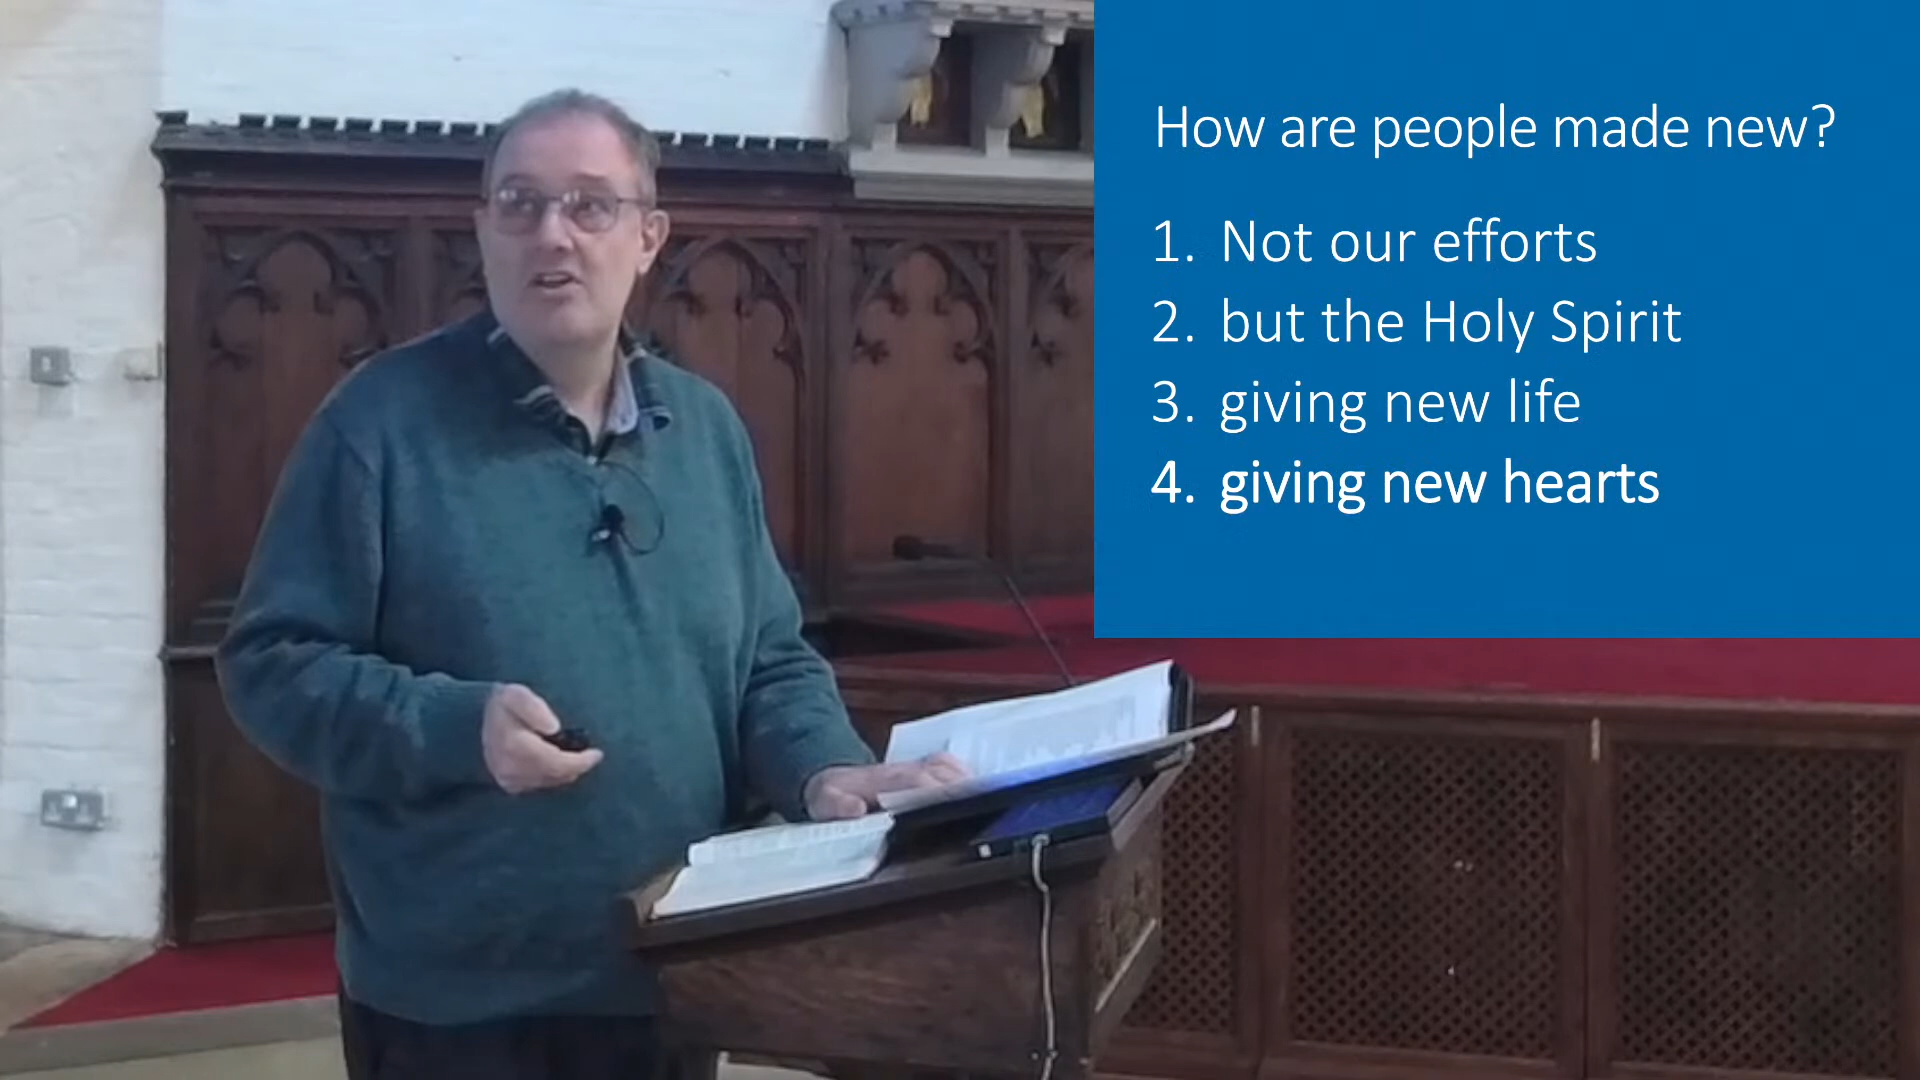 How are people made new?
1. Not our efforts
2. but the Holy Spirit
3. giving new life
4. giving new hearts